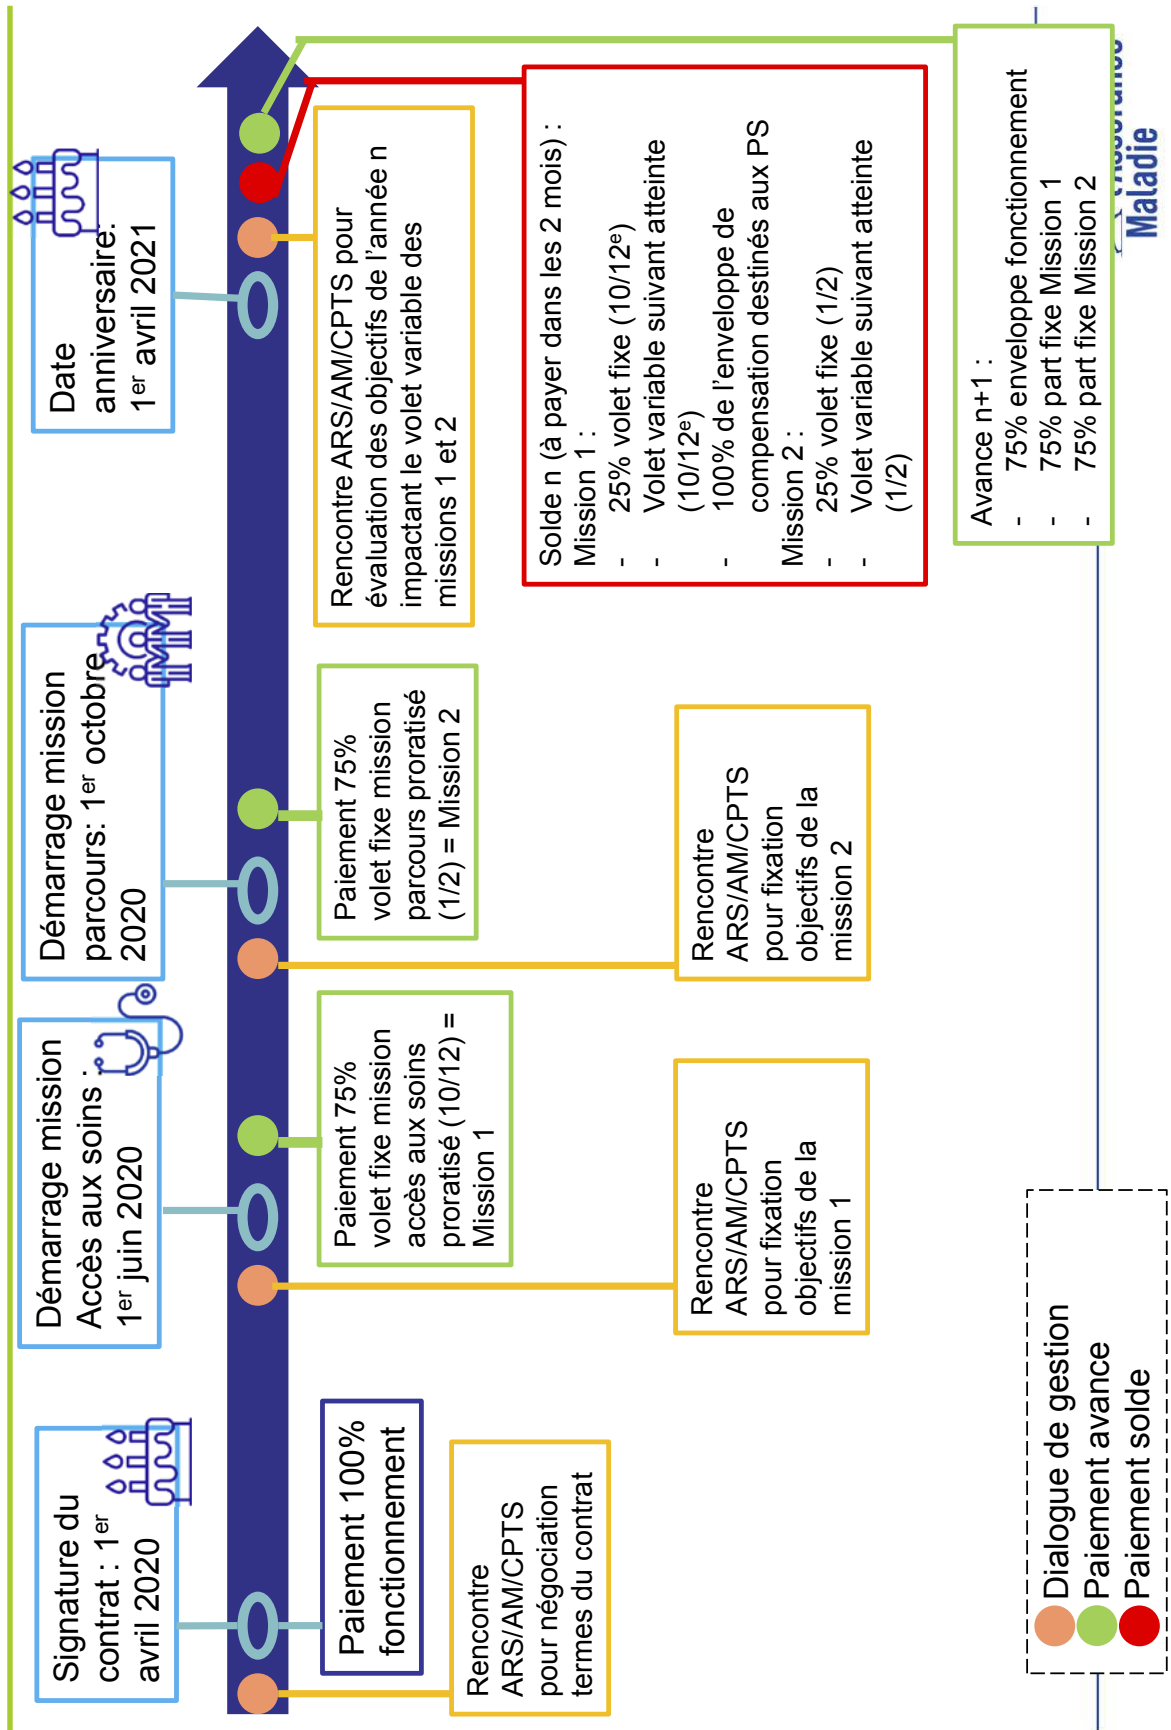 Signature du
contrat : 1er
avril 2020
Démarrage mission
Accès aux soins :
1er juin 2020
Démarrage mission
parcours: 1er octobre
2020
Date
anniversaire:
1er avril 2021
Paiement 100%
fonctionnement
Rencontre
ARS/AM/CPTS
pour négociation
termes du contrat
Paiement 75%
volet fixe mission
accès aux soins
proratisé (10/12) =
Mission 1
Rencontre
ARS/AM/CPTS
pour fixation
objectifs de la
mission 1
Paiement 75%
volet fixe mission
parcours proratisé
(1/2) = Mission 2
Rencontre
ARS/AM/CPTS
pour fixation
objectifs de la
mission 2
Rencontre ARS/AM/CPTS pour
évaluation des objectifs de l'année n
impactant le volet variable des
missions 1 et 2
Solde n (à payer dans les 2 mois) :
Mission 1 :
- 25% volet fixe (10/12e)
- Volet variable suivant atteinte
(10/12e)
- 100% de l'enveloppe de
compensation destinés aux PS
Mission 2 :
- 25% volet fixe (1/2)
- Volet variable suivant atteinte
(1/2)
Avance n+1 :
- 75% enveloppe fonctionnement
- 75% part fixe Mission 1
- 75% part fixe Mission 2
Dialogue de gestion
Paiement avance
Paiement solde
Maladie